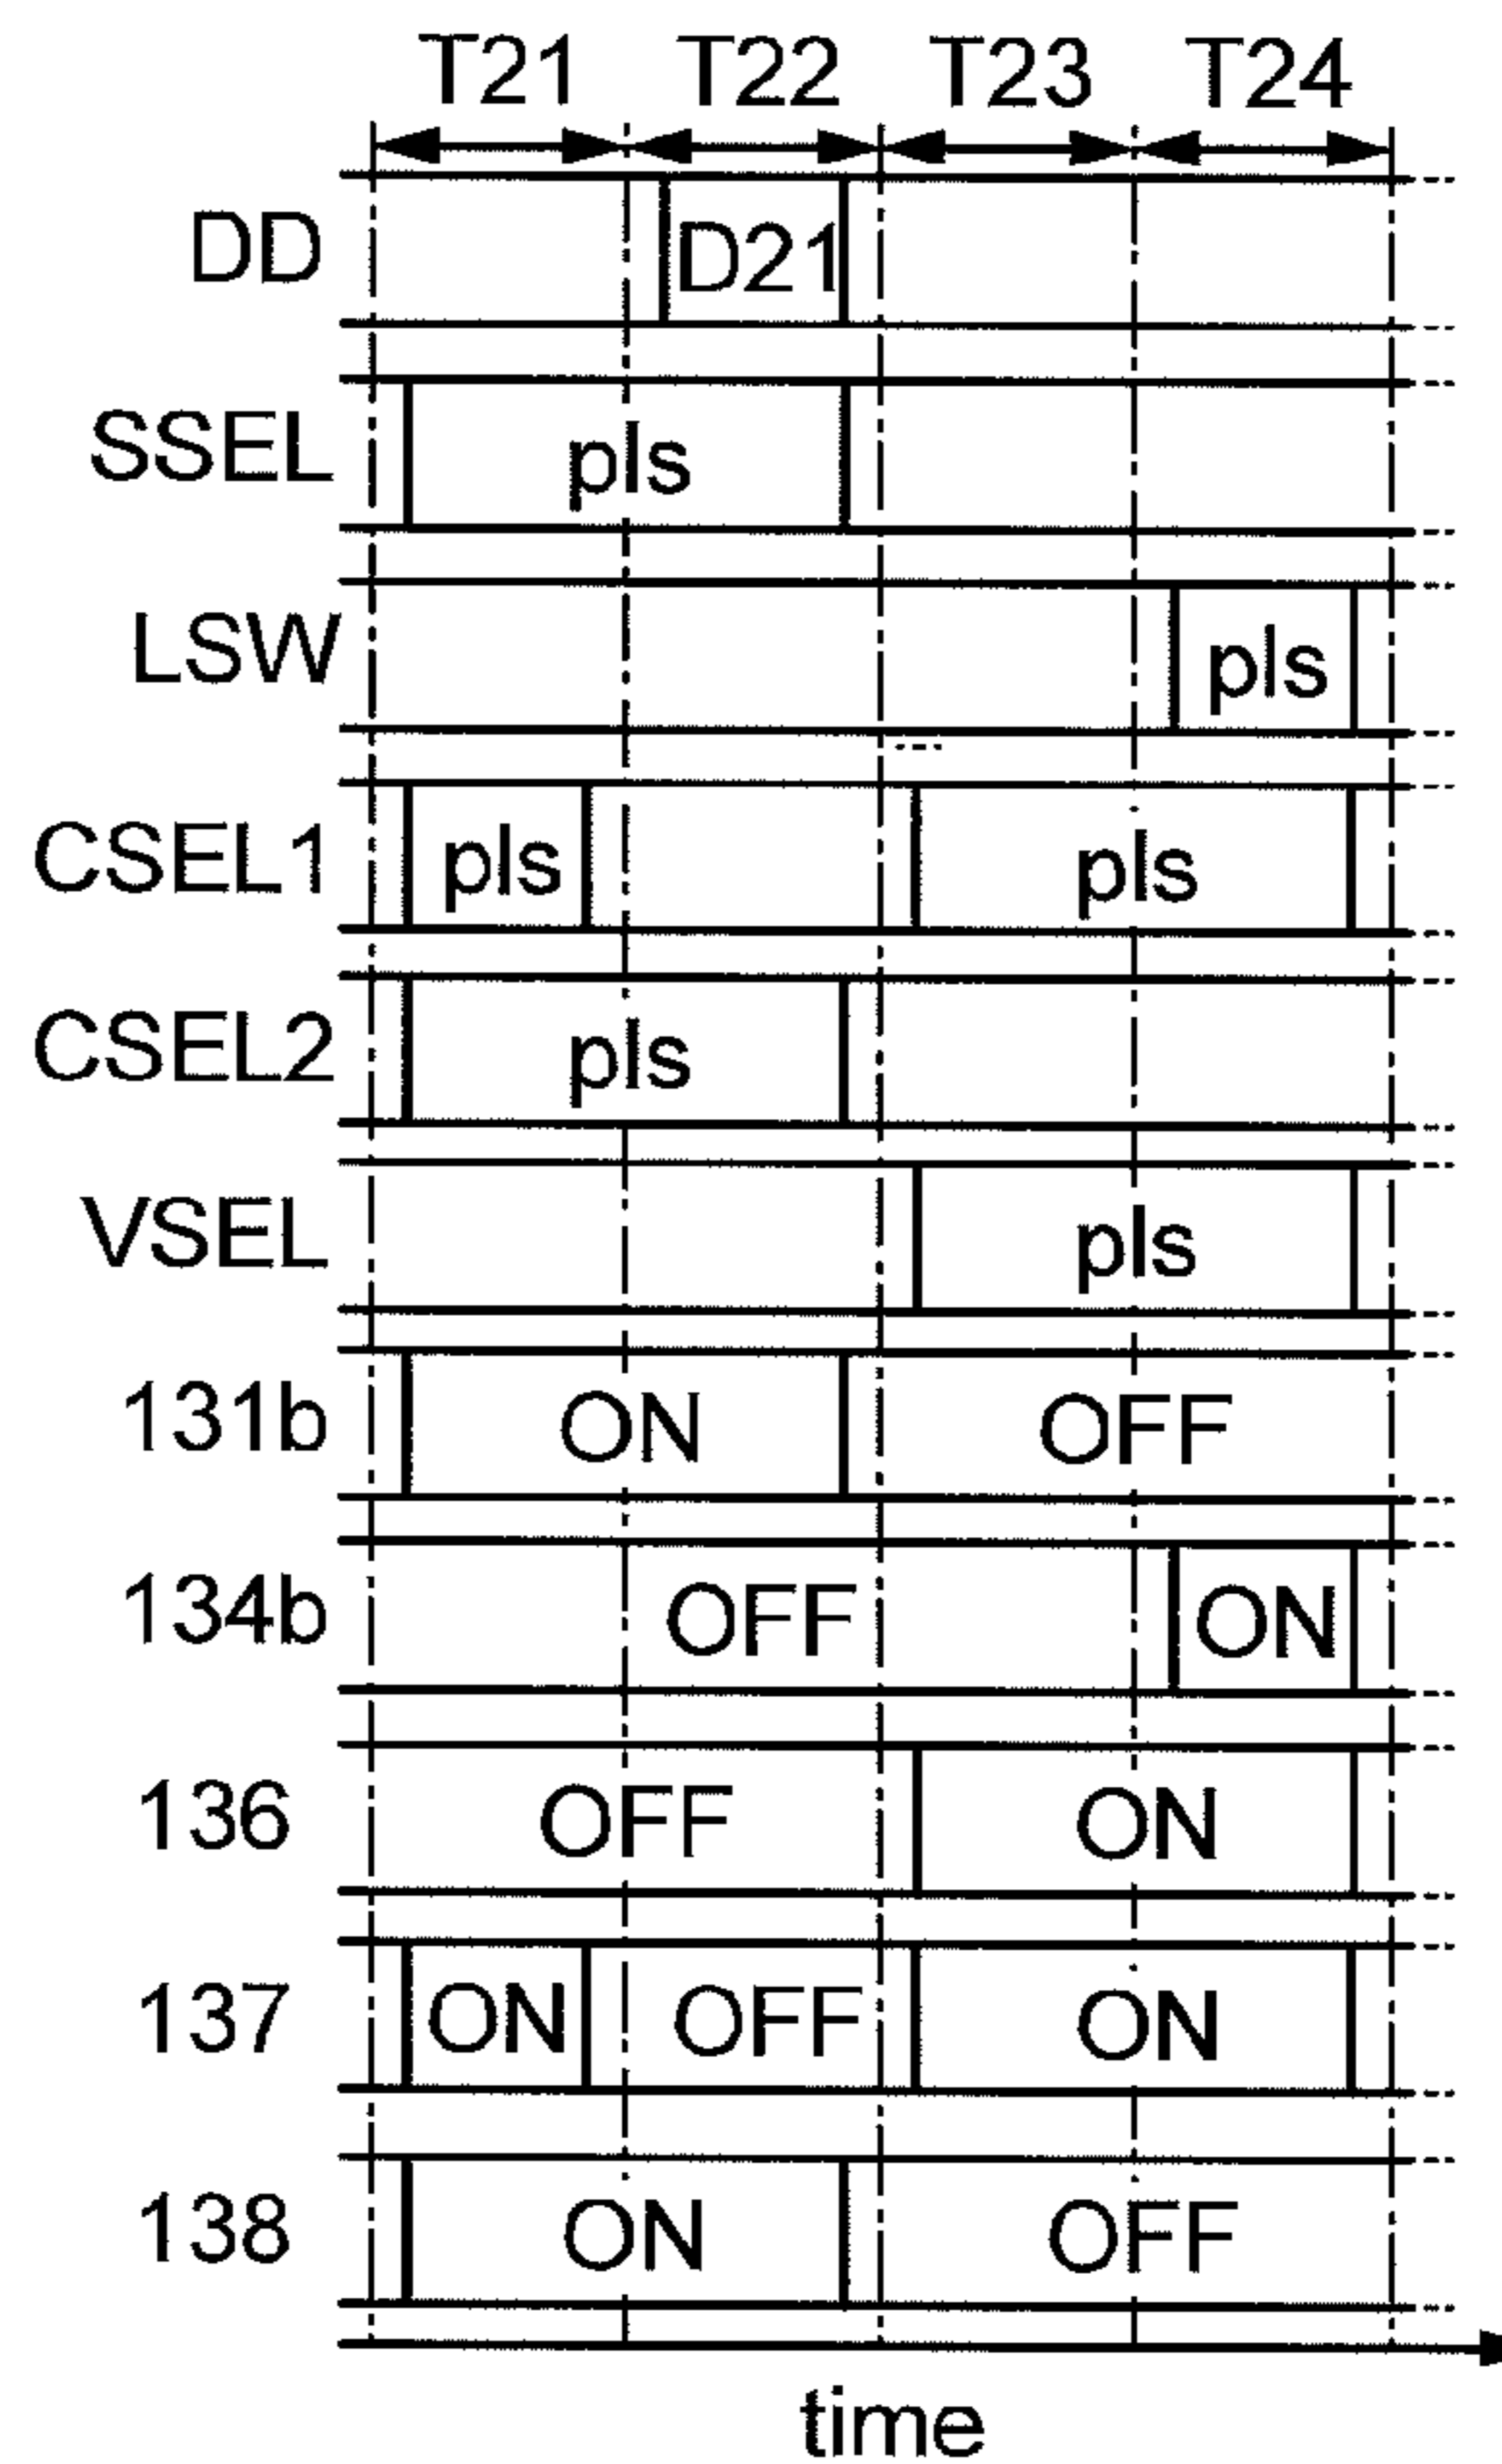 T21 T22 T23 T24
DD D21
SSEL pls
LSW pls
CSEL1 pls pls
CSEL2 pls
VSEL pls
131b ON OFF
134b OFF ON
136 OFF ON
137 ON OFF ON
138 ON OFF
time